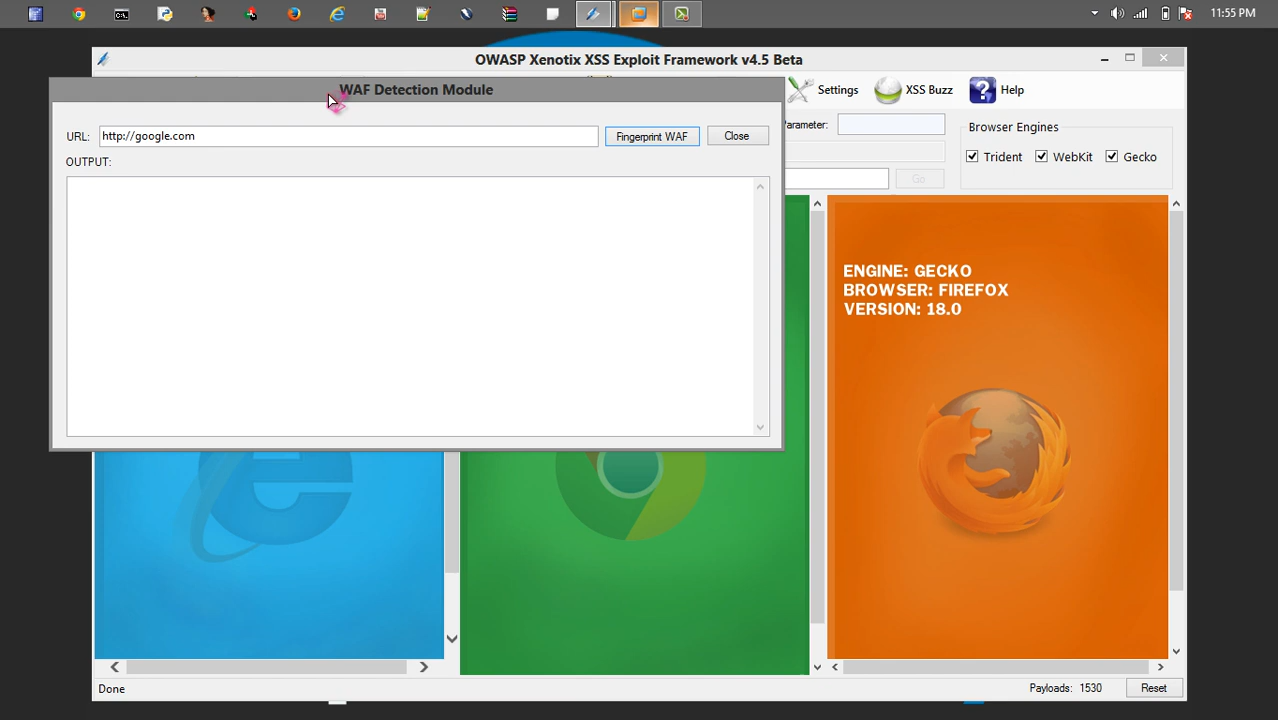 11:55 PM
OWASP Xenotix XSS Exploit Framework v4.5 Beta
WAF Detection Module
Settings
XSS Buzz
Help
URL:
http://google.com
Fingerprint WAF
Close
Parameter:
Browser Engines
Trident
WebKit
Gecko
OUTPUT:
Go
ENGINE: GECKO
BROWSER: FIREFOX
VERSION: 18.0
Done
Payloads: 1530
Reset